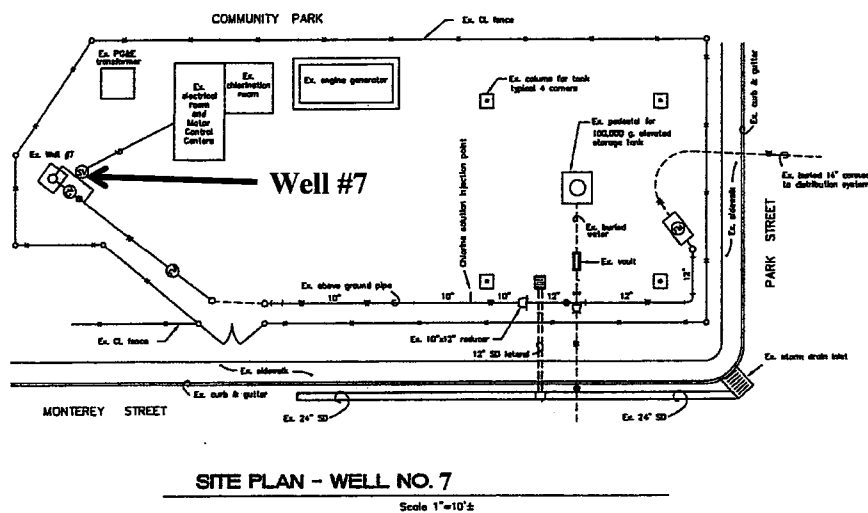 COMMUNITY PARK
Ex. CL fence
Ex. PG&E
transformer
Ex.
electrical
room
and
Motor
Control
Centers
Ex.
chlorination
room
Ex. engine generator
Ex. column for tank
typical 4 corners
Ex. pedestal for
100,000 g. elevated
storage tank
Ex. curb & gutter
Ex. Well #7
SV
Well #7
Chlorine solution injection point
Ex. buried
water
Ex. vault
Ex. sidewalk
Ex. buried 14" connec
to distribution system
PARK STREET
12"
Ex. above ground pipe
10"
10"
10"
12"
12"
Ex. CL fence
Ex. 10"x12" reducer
12" SD lateral
Ex. sidewalk
Ex. storm drain inlet
Ex. curb & gutter
MONTEREY STREET
Ex. 24" SD
Ex. 24" SD
SITE PLAN - WELL NO. 7
Scale 1"=10'±